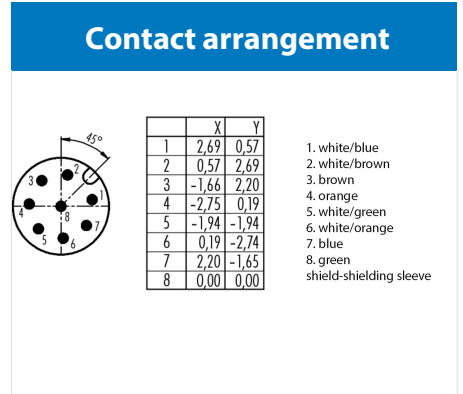 Contact arrangement
45°
X Y
1 2,69 0,57
2 0,57 2,69
3 -1,66 2,20
4 -2,75 0,19
5 -1,94 -1,94
6 0,19 -2,74
7 2,20 -1,65
8 0,00 0,00
2
3
1
4
8
7
5
6
1. white/blue
2. white/brown
3. brown
4. orange
5. white/green
6. white/orange
7. blue
8. green
shield-shielding sleeve